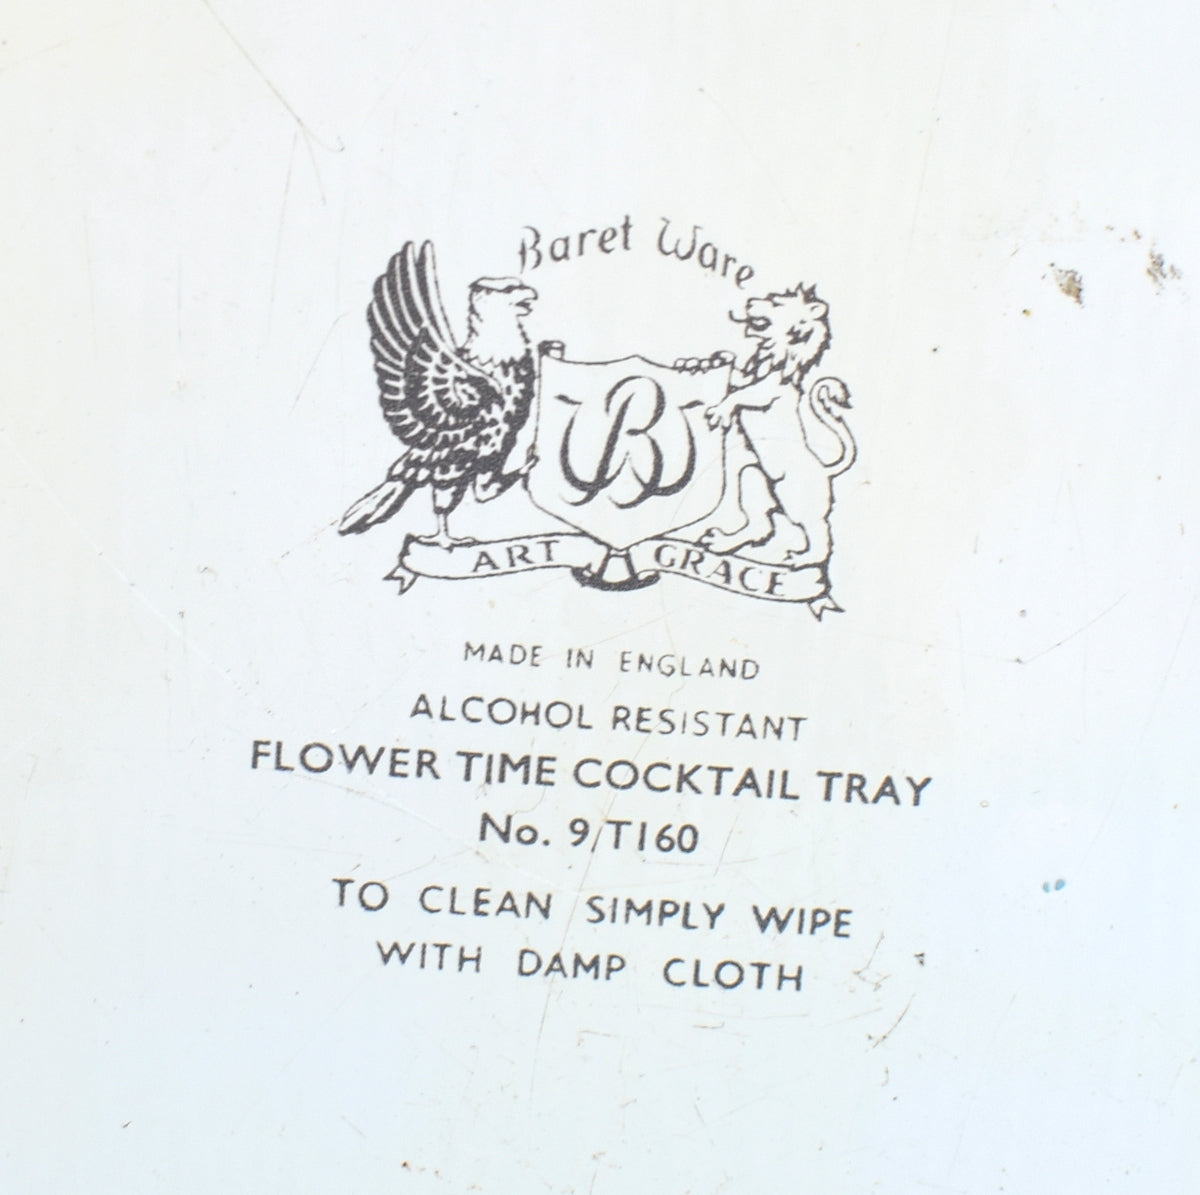 Baret Ware
BW
ART GRACE
MADE IN ENGLAND
ALCOHOL RESISTANT
FLOWER TIME COCKTAIL TRAY
No. 9/T160
TO CLEAN SIMPLY WIPE
WITH DAMP CLOTH